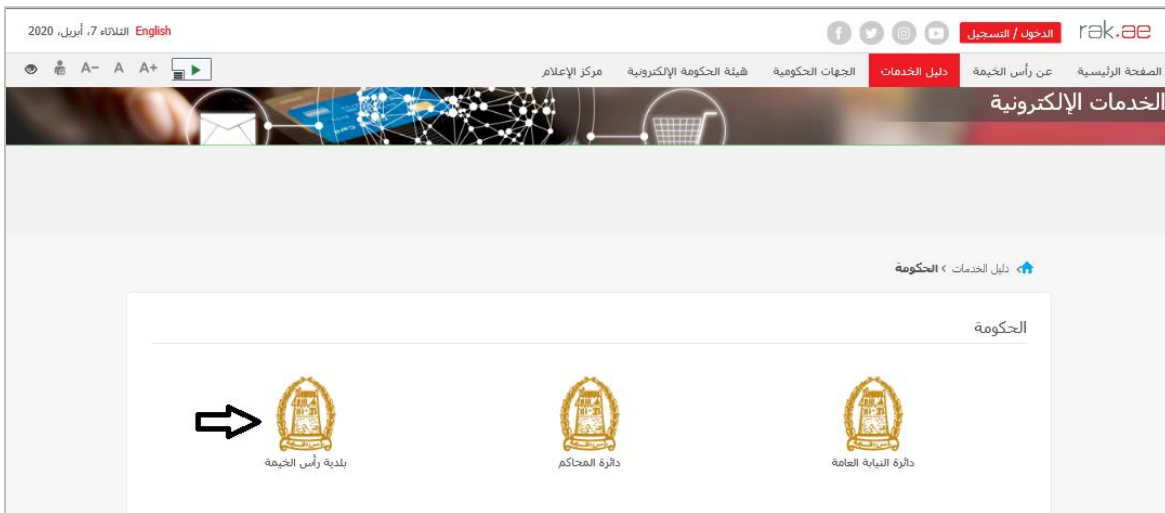 rak.ae
الدخول / التسجيل
English الثلاثاء 7، أبريل، 2020
الصفحة الرئيسية
عن رأس الخيمة
دليل الخدمات
الجهات الحكومية
هيئة الحكومة الإلكترونية
مركز الإعلام
A+ A A-
الخدمات الإلكترونية
دليل الخدمات › الحكومة
الحكومة
دائرة النيابة العامة
دائرة المحاكم
بلدية رأس الخيمة